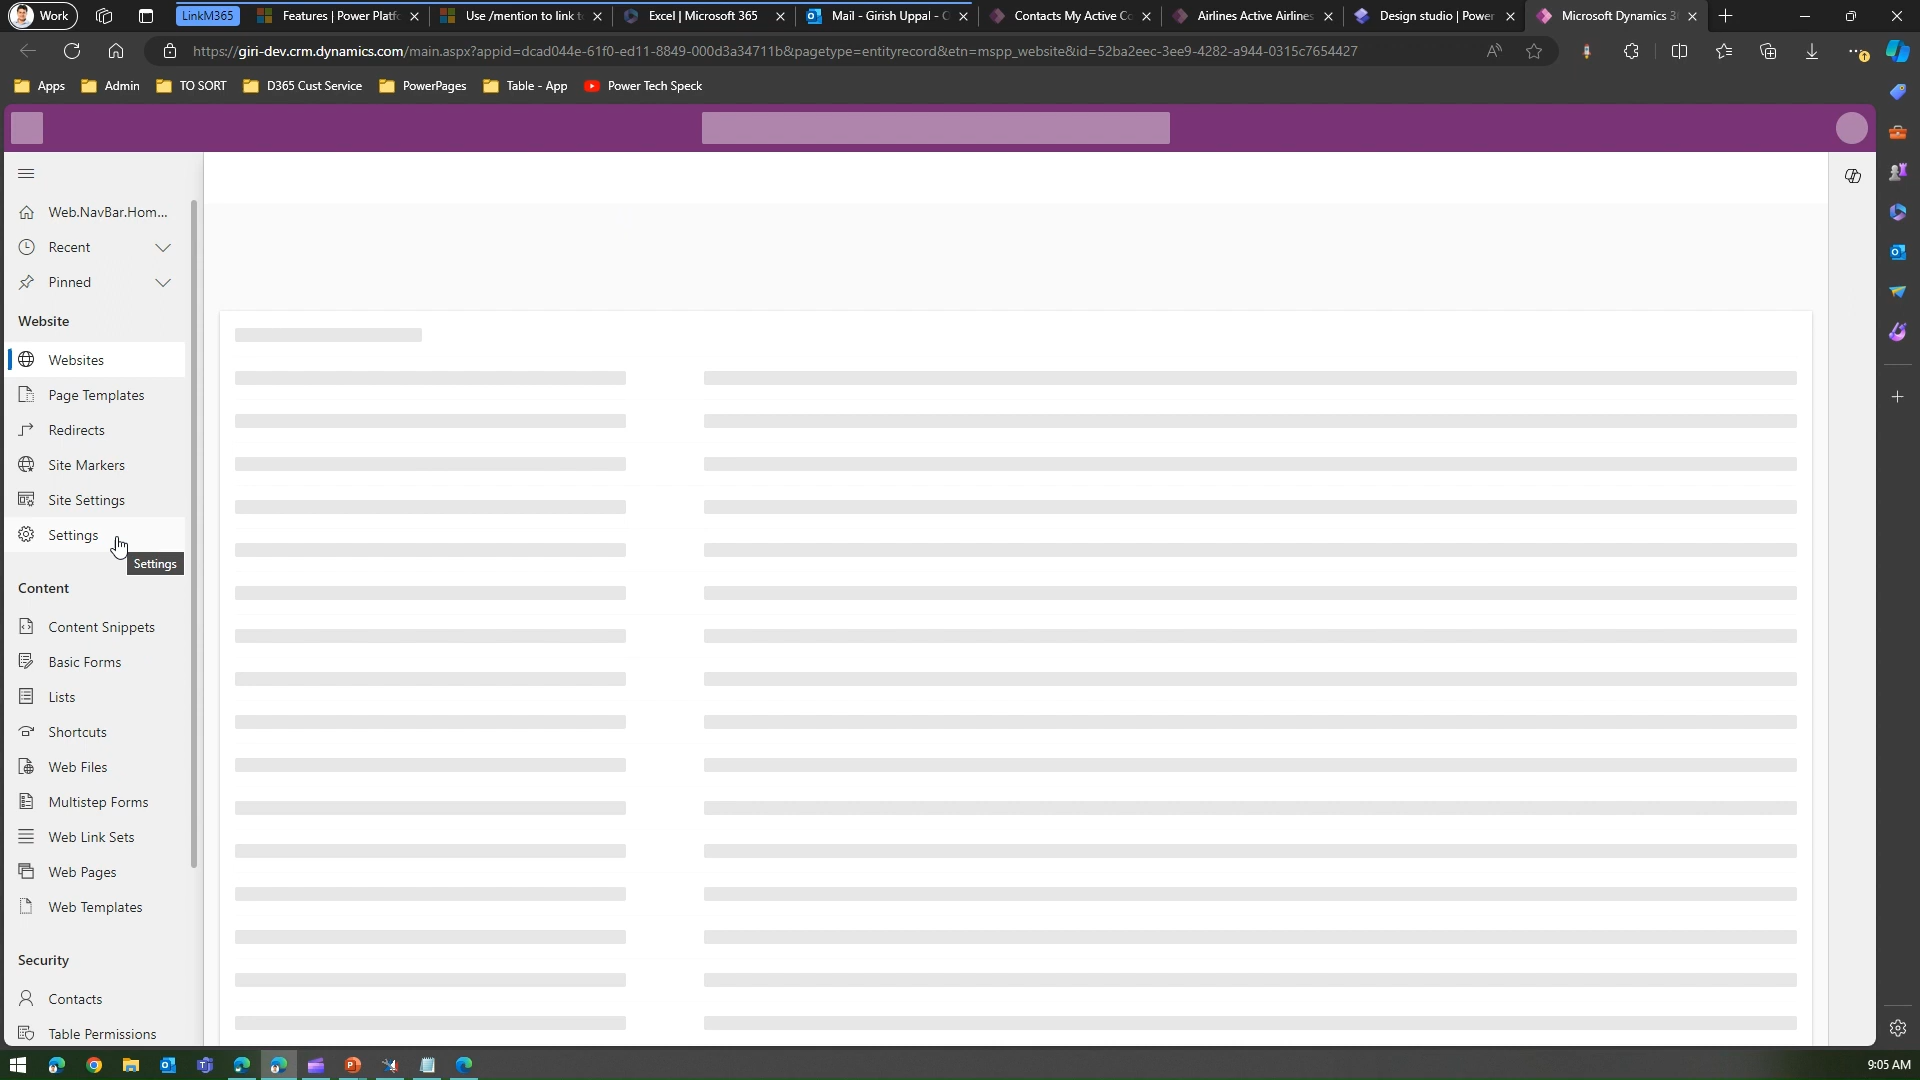 Work
LinkM365
Features | Power Platf
Use /mention to link t
Excel | Microsoft 365
Mail - Girish Uppal - O
Contacts My Active Co
Airlines Active Airlines
Design studio | Power
Microsoft Dynamics 3
https://giri-dev.crm.dynamics.com/main.aspx?appid=dcad044e-61f0-ed11-8849-000d3a34711b&pagetype=entityrecord&etn=mspp_website&id=52ba2eec-3ee9-4282-a944-0315c7654427
Apps
Admin
TO SORT
D365 Cust Service
PowerPages
Table - App
Power Tech Speck
Web.NavBar.Hom...
Recent
Pinned
Website
Websites
Page Templates
Redirects
Site Markers
Site Settings
Settings
Settings
Content
Content Snippets
Basic Forms
Lists
Shortcuts
Web Files
Multistep Forms
Web Link Sets
Web Pages
Web Templates
Security
Contacts
Table Permissions
9:05 AM